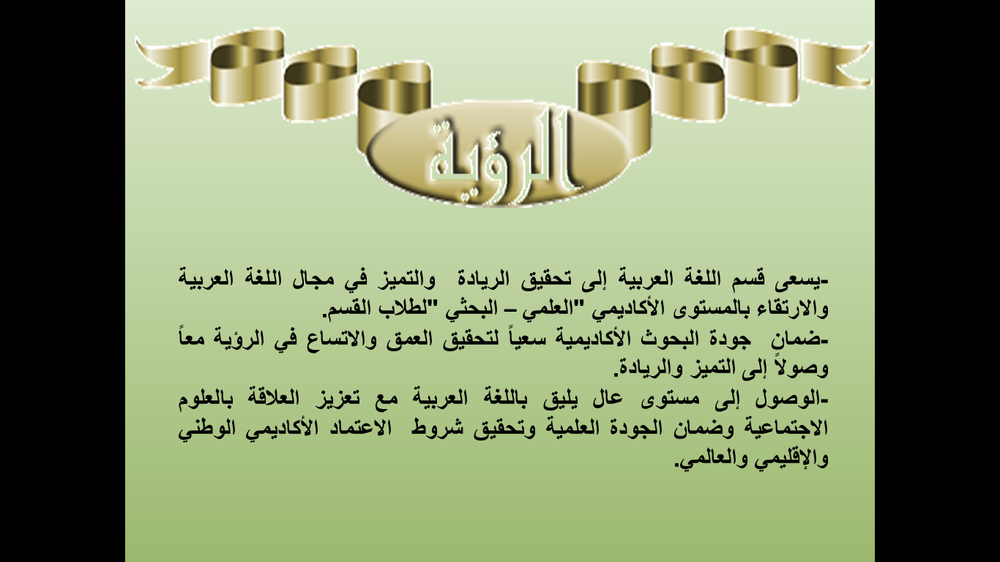 الرؤية
-يسعى قسم اللغة العربية إلى تحقيق الريادة والتميز في مجال اللغة العربية
والارتقاء بالمستوى الأكاديمي "العلمي – البحثي "لطلاب القسم.
-ضمان جودة البحوث الأكاديمية سعياً لتحقيق العمق والاتساع في الرؤية معاً
وصولاً إلى التميز والريادة.
-الوصول إلى مستوى عال يليق باللغة العربية مع تعزيز العلاقة بالعلوم
الاجتماعية وضمان الجودة العلمية وتحقيق شروط الاعتماد الأكاديمي الوطني
والإقليمي والعالمي.